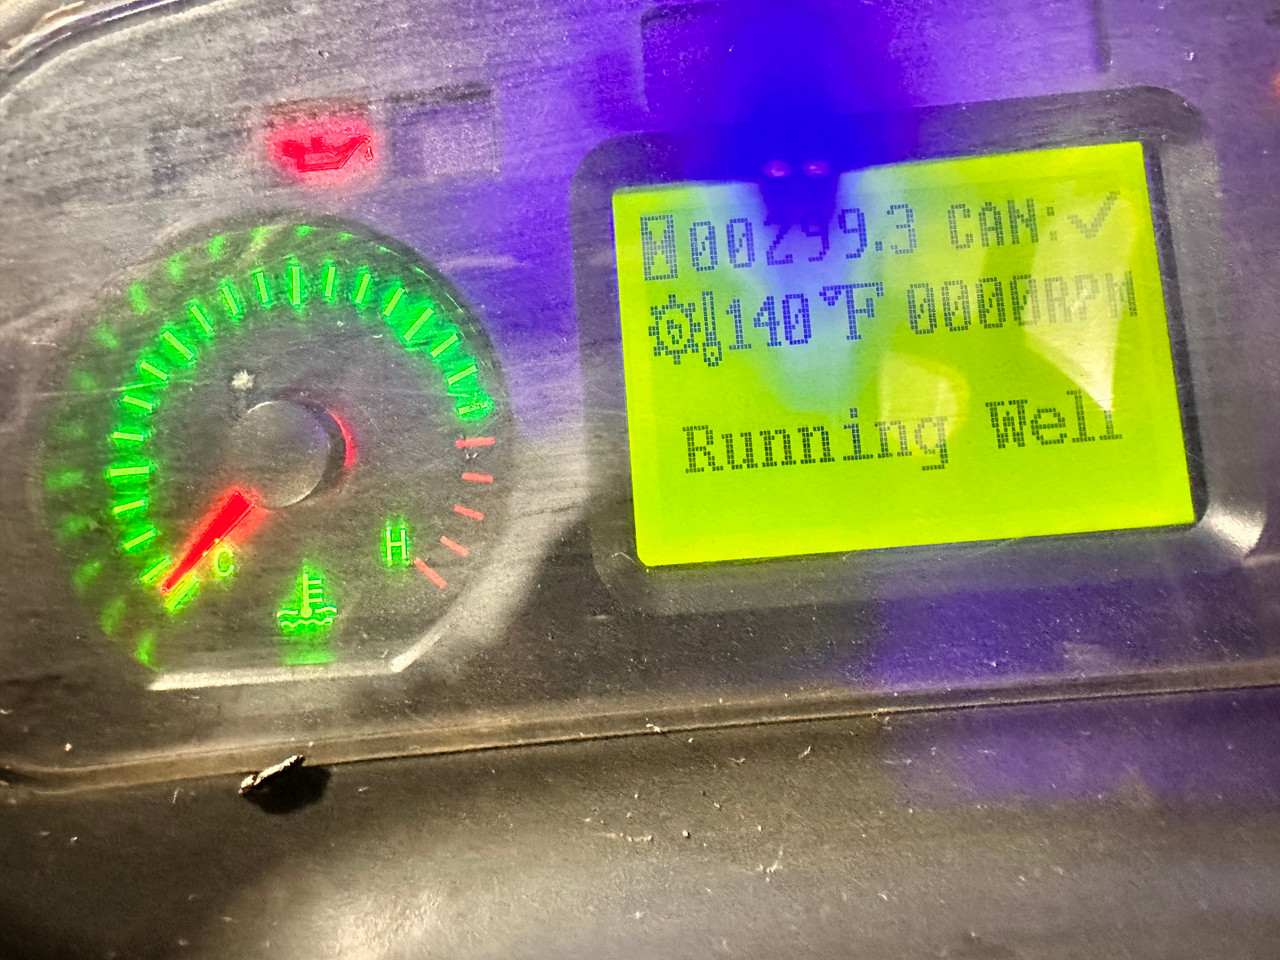 H 00299.3 CAN:✓
140°F 0000RPM
Running Well
C
H